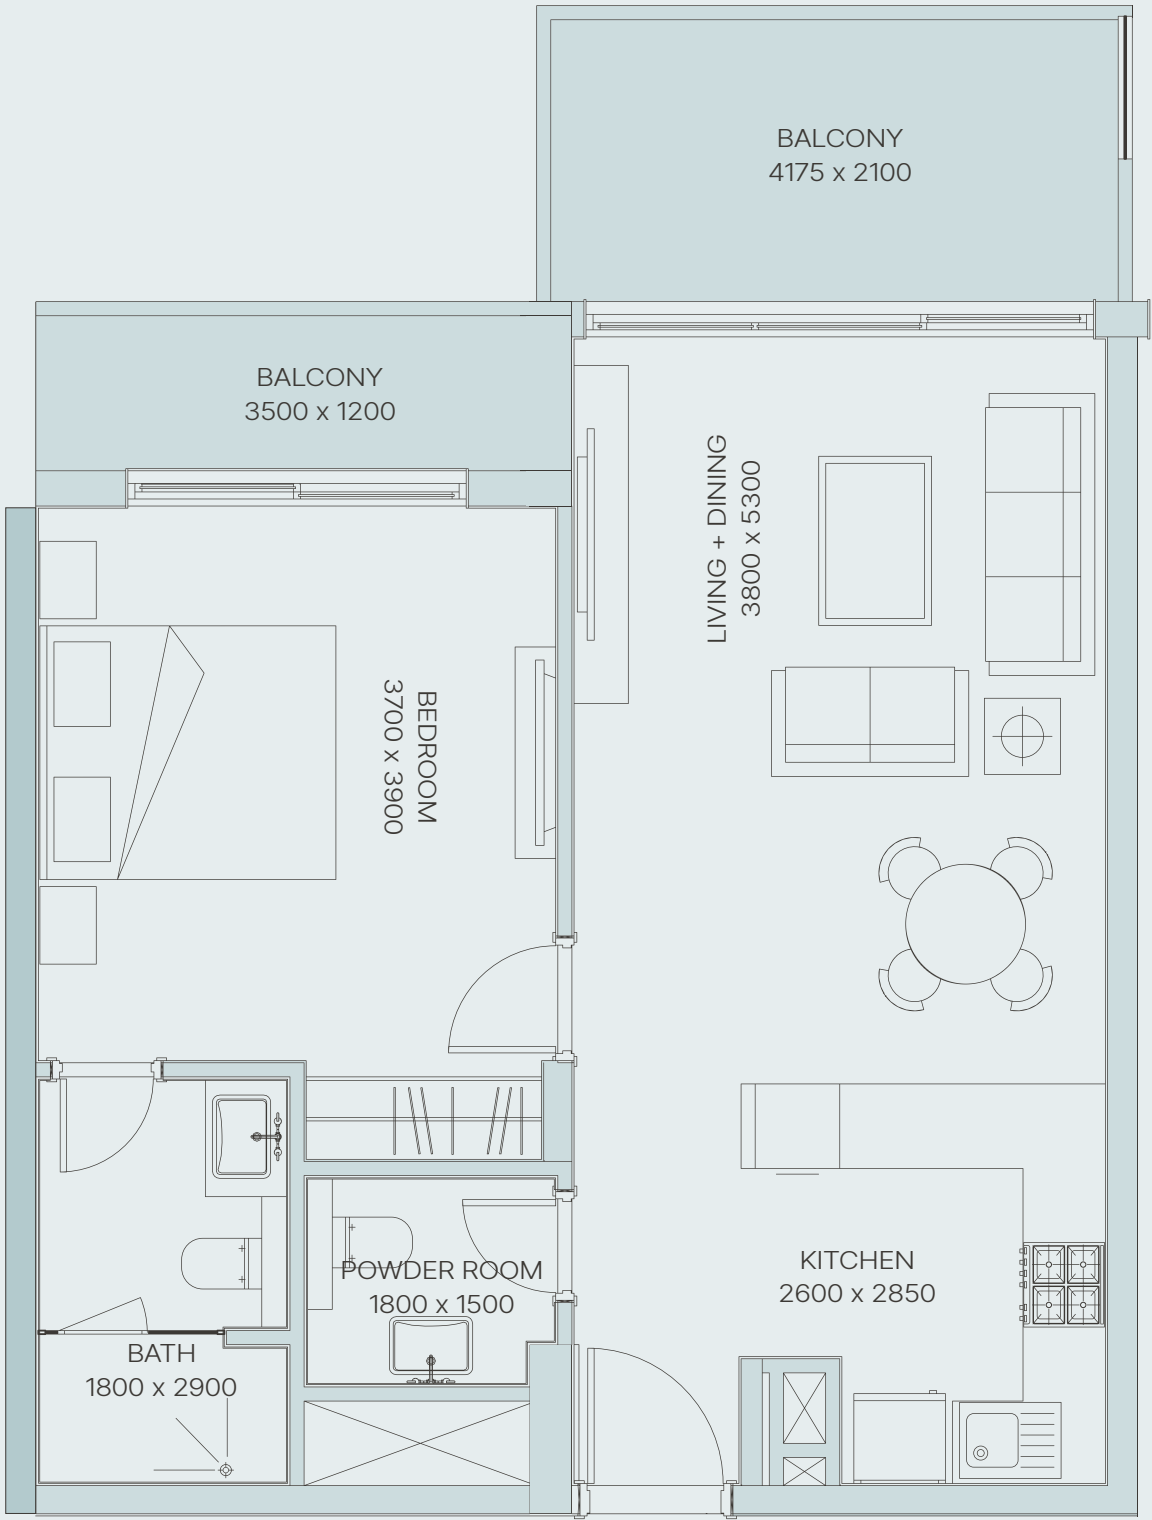 BALCONY
4175 x 2100
BALCONY
3500 x 1200
LIVING + DINING
3800 x 5300
BEDROOM
3700 x 3900
POWDER ROOM
1800 x 1500
KITCHEN
2600 x 2850
BATH
1800 x 2900